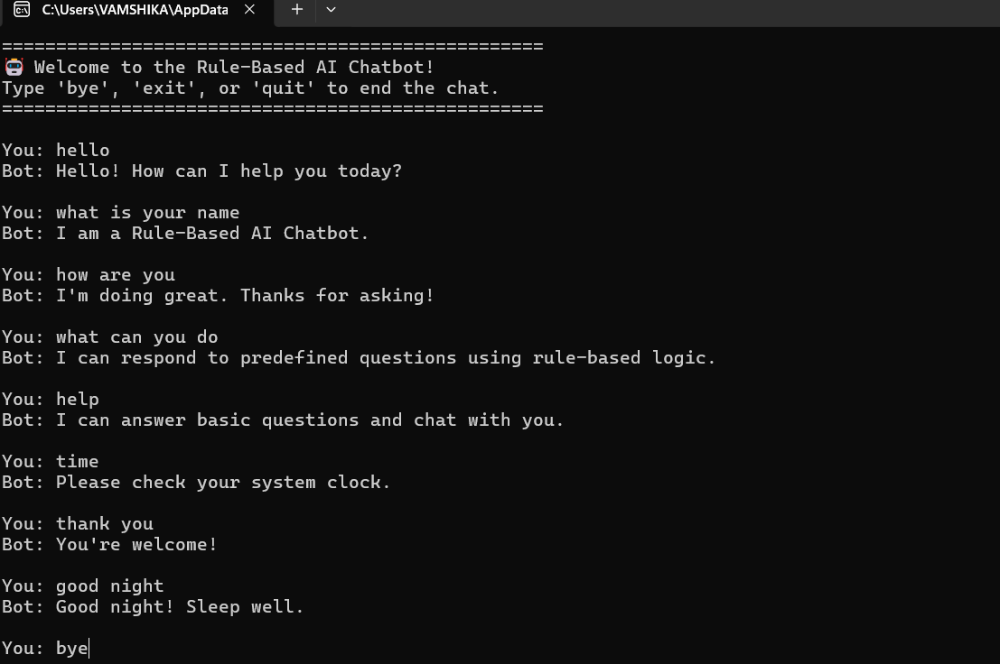 C:\Users\VAMSHIKA\AppData
==================================================
🤖 Welcome to the Rule-Based AI Chatbot!
Type 'bye', 'exit', or 'quit' to end the chat.
==================================================
You: hello
Bot: Hello! How can I help you today?
You: what is your name
Bot: I am a Rule-Based AI Chatbot.
You: how are you
Bot: I'm doing great. Thanks for asking!
You: what can you do
Bot: I can respond to predefined questions using rule-based logic.
You: help
Bot: I can answer basic questions and chat with you.
You: time
Bot: Please check your system clock.
You: thank you
Bot: You're welcome!
You: good night
Bot: Good night! Sleep well.
You: bye